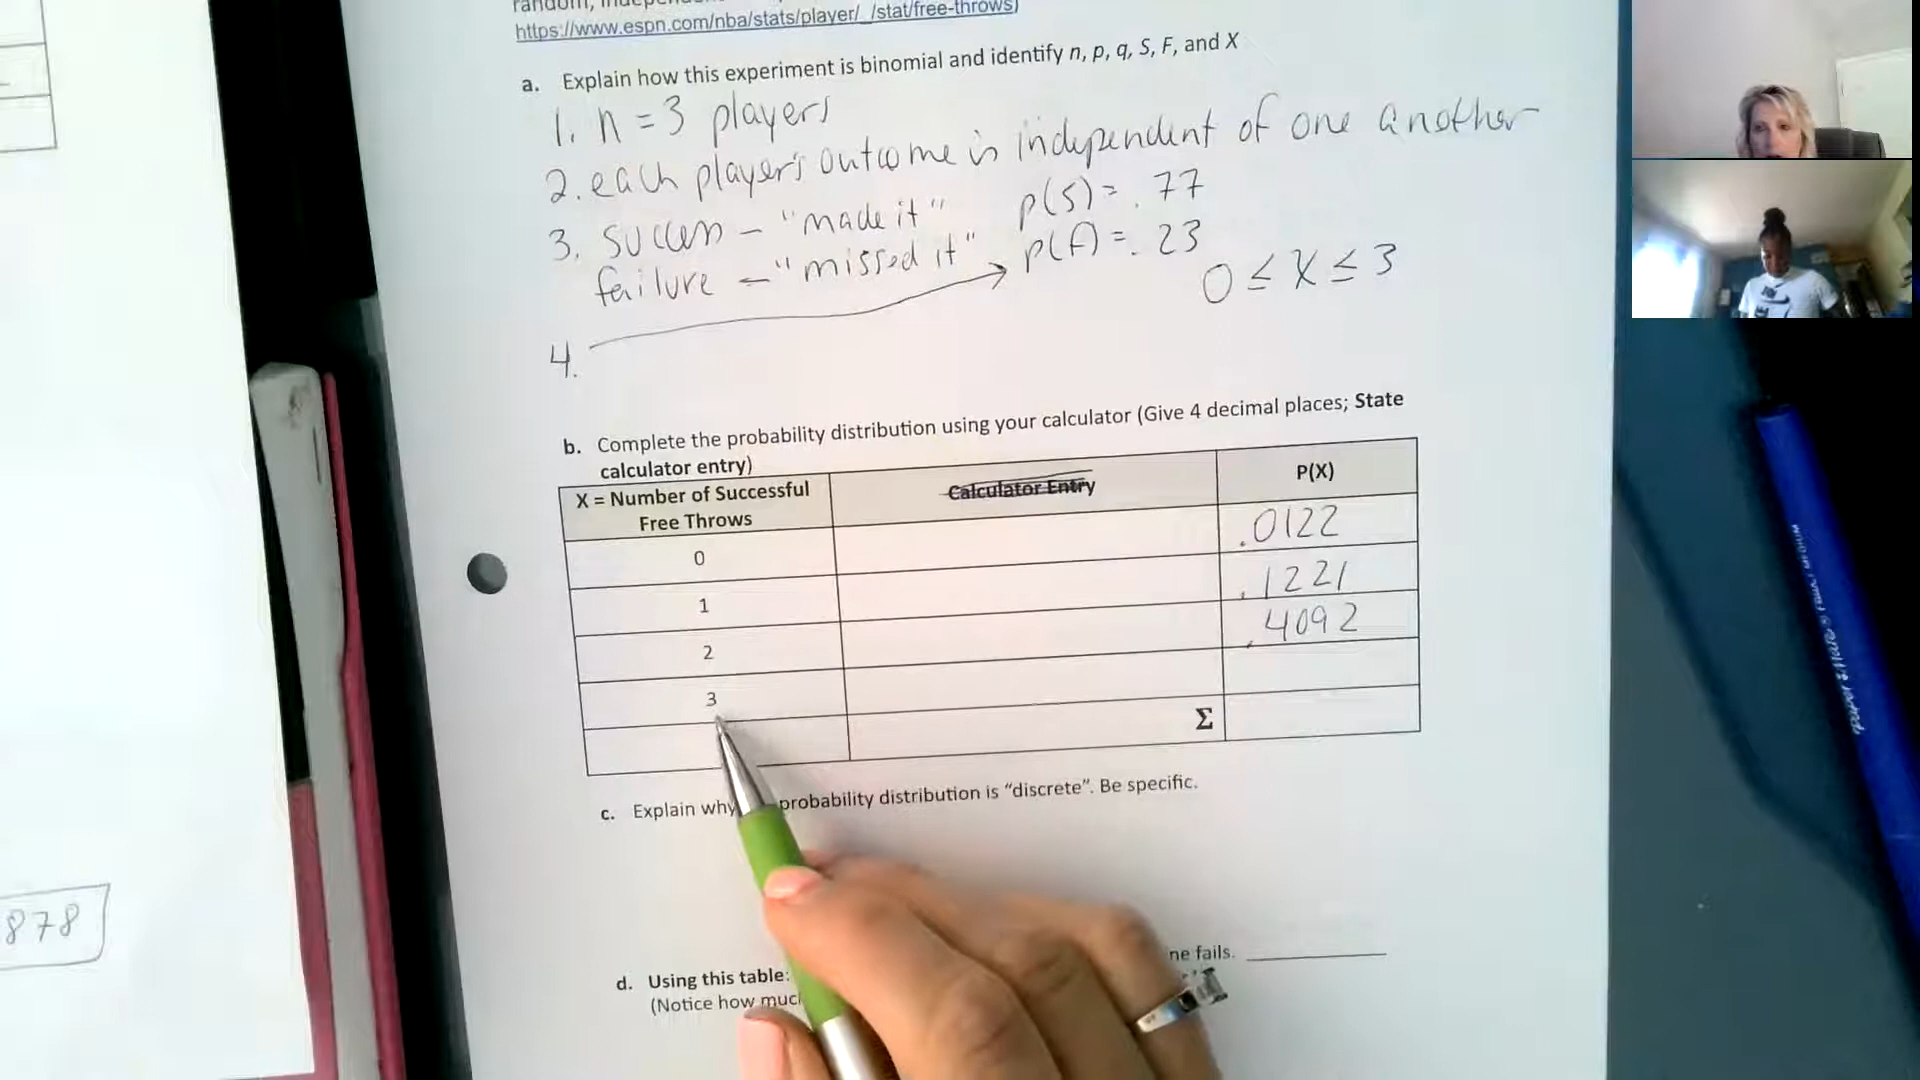 https://www.espn.com/nba/stats/player/_/stat/free-throws)
a. Explain how this experiment is binomial and identify n, p, q, S, F, and X
1. n = 3 players
2. each player's outcome is independent of one another
3. success - "made it" p(S) = .77
failure - "missed it" p(F) = .23
0 ≤ X ≤ 3
4.
b. Complete the probability distribution using your calculator (Give 4 decimal places; State
calculator entry)
X = Number of Successful Free Throws Calculator Entry P(X)
0 .0122
1 .1221
2 .4092
3
Σ
c. Explain why probability distribution is “discrete”. Be specific.
878
ne fails.
d. Using this table:
(Notice how
Paper Mate